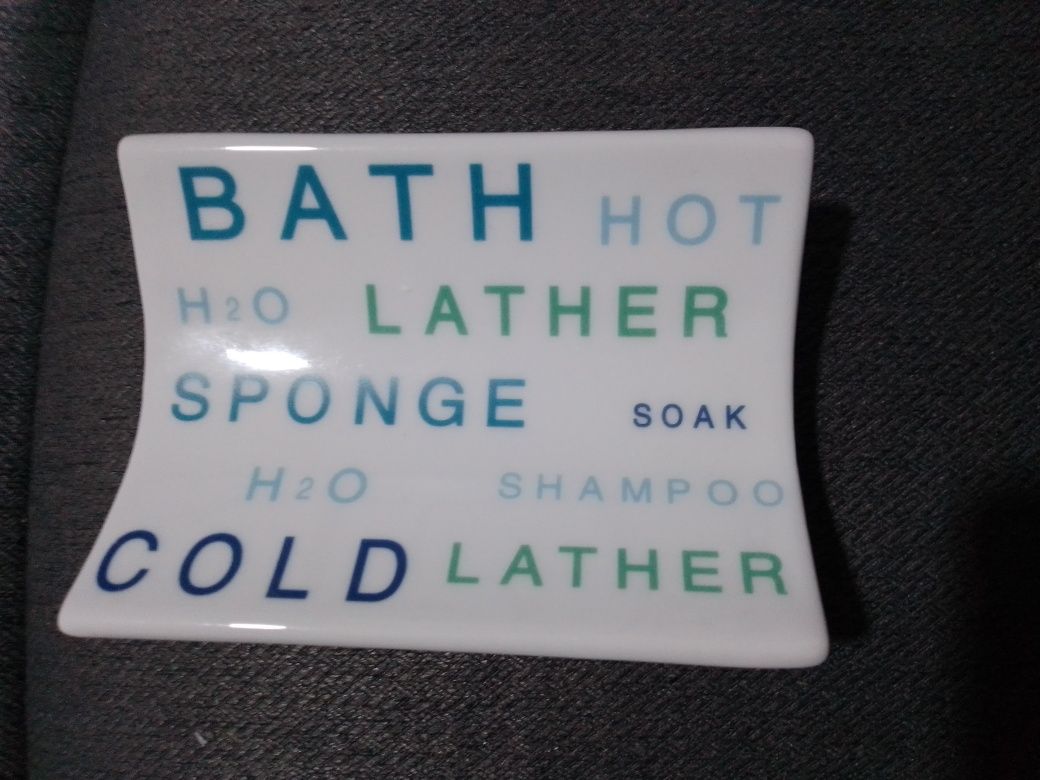 BATH HOT
H2O LATHER
SPONGE SOAK
H2O SHAMPOO
COLD LATHER